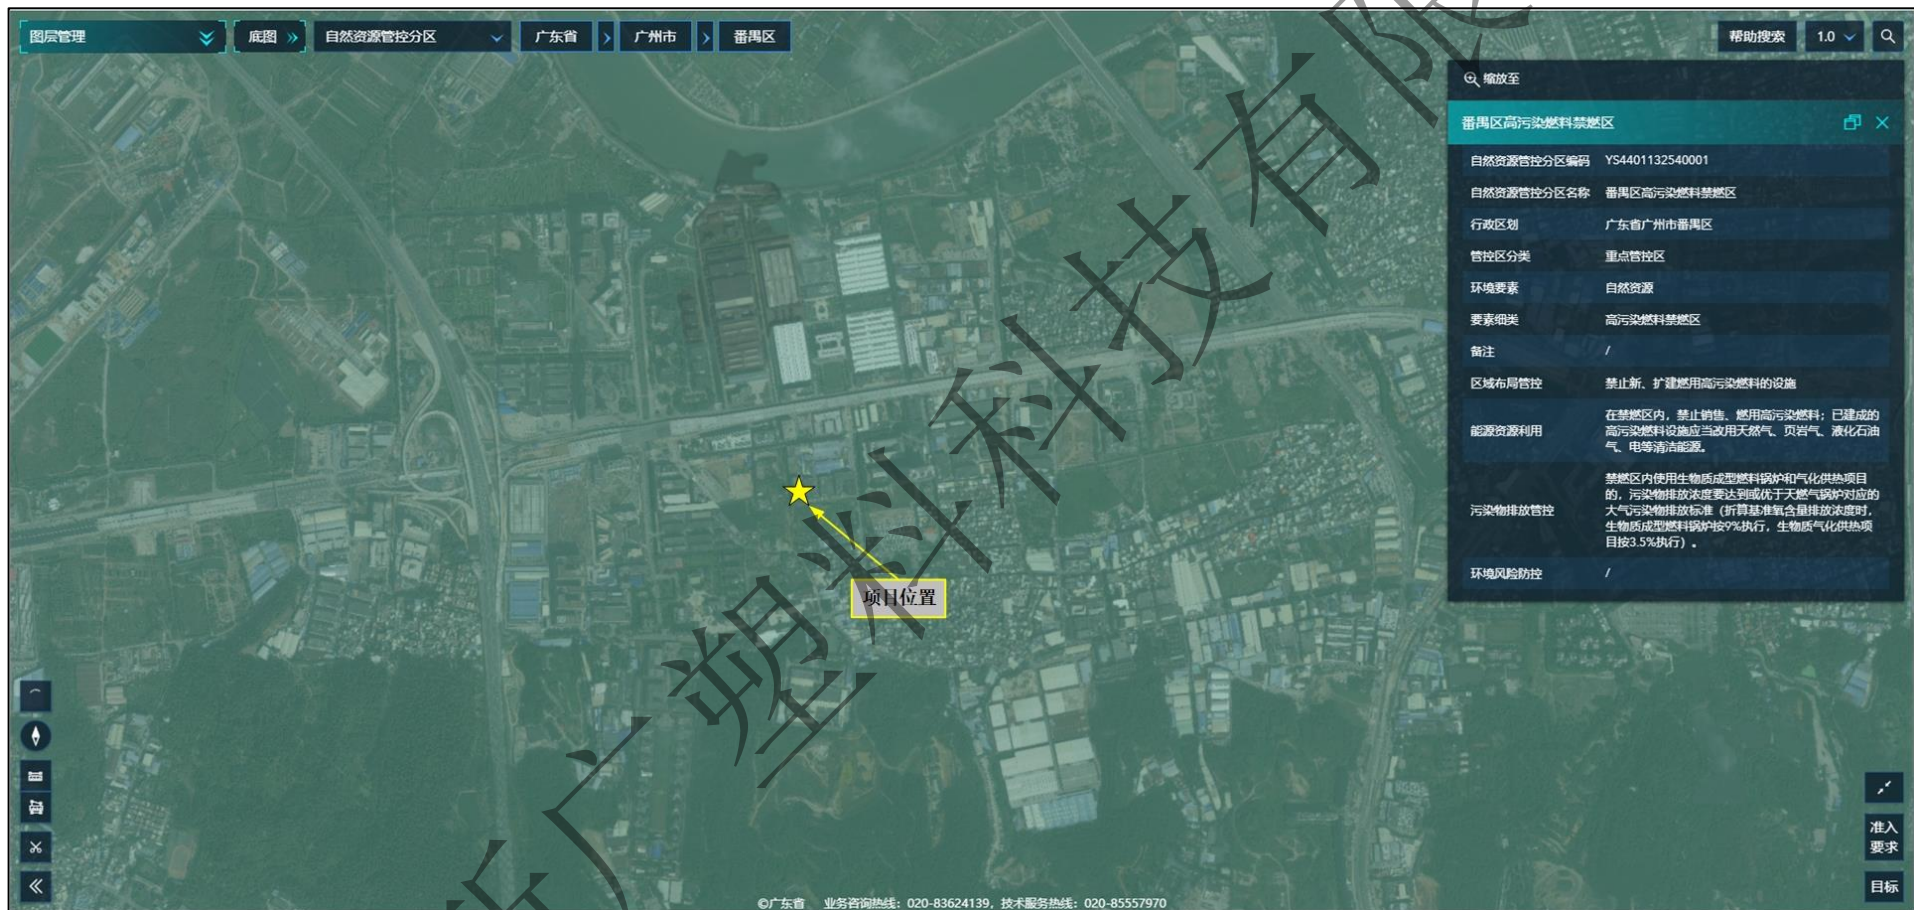 图层管理
底图
自然资源管控分区
广东省
广州市
番禺区
帮助搜索
1.0
缩放至
番禺区高污染燃料禁燃区
自然资源管控分区编码 YS4401132540001
自然资源管控分区名称 番禺区高污染燃料禁燃区
行政区划 广东省广州市番禺区
管控区分类 重点管控区
环境要素 自然资源
要素细类 高污染燃料禁燃区
备注 /
区域布局管控 禁止新、扩建燃用高污染燃料的设施
能源资源利用
在禁燃区内，禁止销售、燃用高污染燃料；已建成的
高污染燃料设施应当改用天然气、页岩气、液化石油
气、电等清洁能源。
污染物排放管控
禁燃区内使用生物质成型燃料锅炉和气化供热项目
的，污染物排放浓度要达到或优于天燃气锅炉对应的
大气污染物排放标准（折算基准氧含量排放浓度时，
生物质成型燃料锅炉按9%执行，生物质气化供热项
目按3.5%执行）。
环境风险防控 /
项目位置
新广塑料科技有限
准入
要求
目标
©广东省 业务咨询热线：020-83624139，技术服务热线：020-85557970